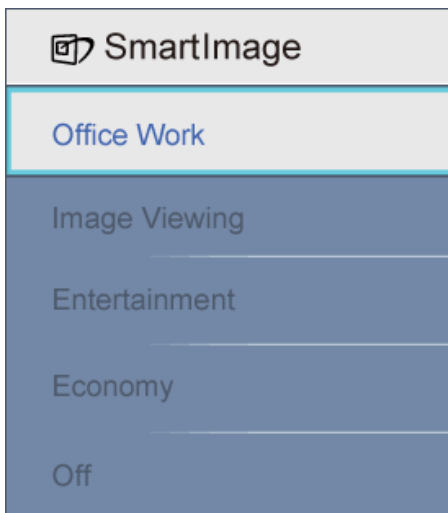 SmartImage
Office Work
Image Viewing
Entertainment
Economy
Off